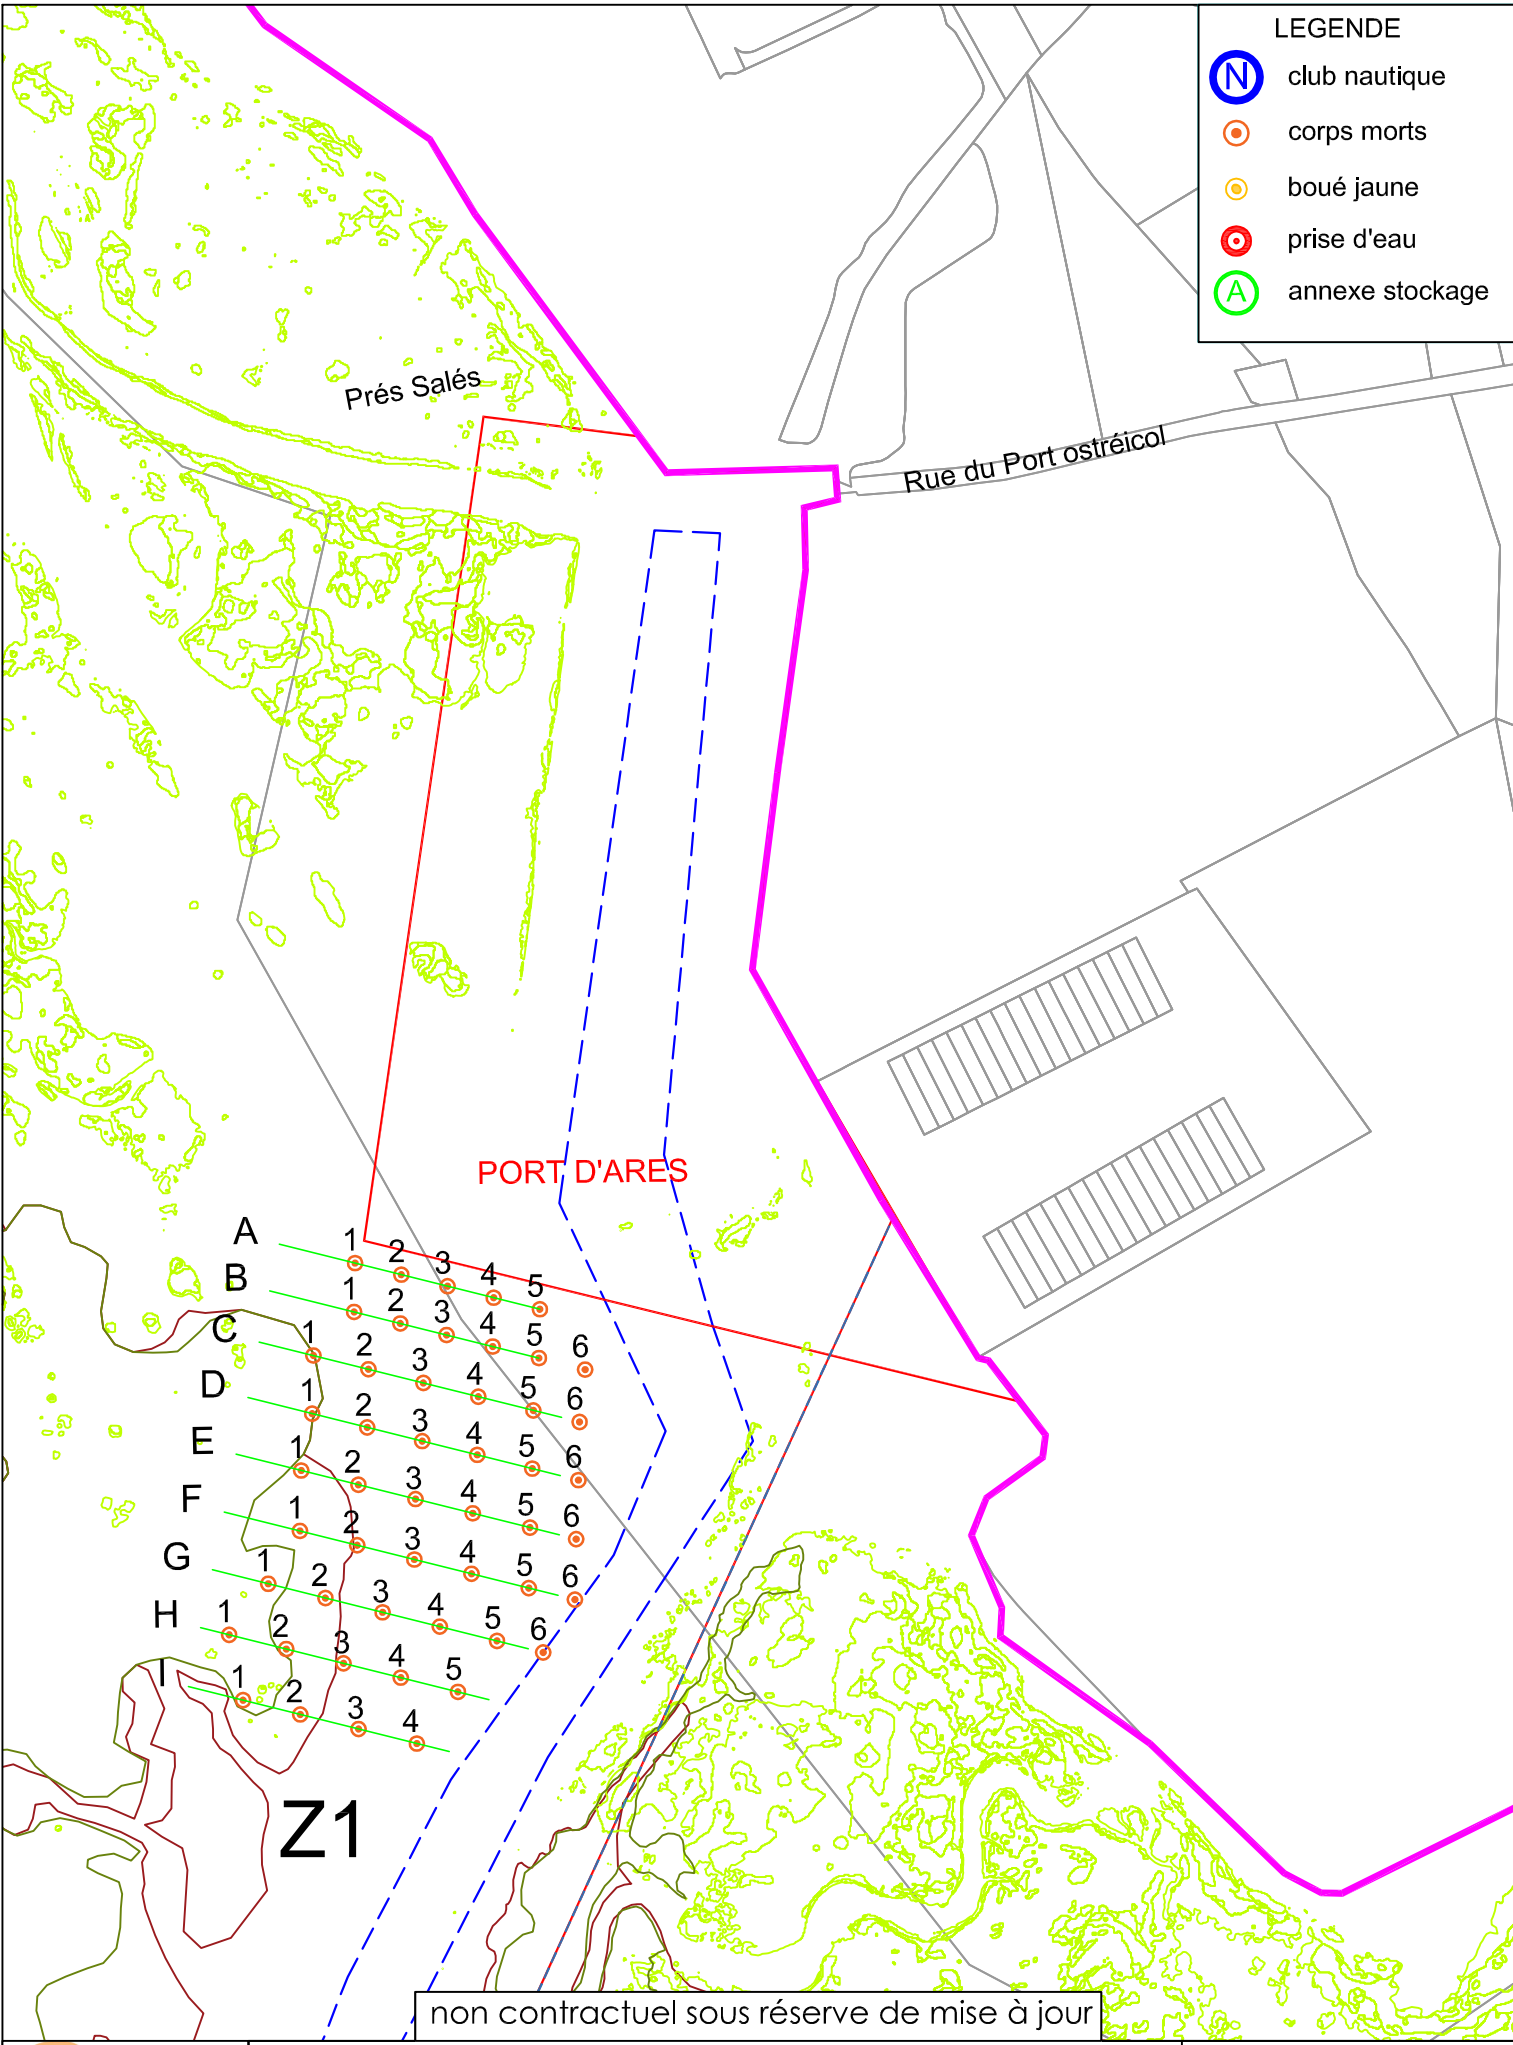 LEGENDE
N club nautique
corps morts
boué jaune
prise d'eau
A annexe stockage
Prés Salés
Rue du Port ostréicol
PORT D'ARES
A 1 2 3 4 5
B 1 2 3 4 5 6
C 1 2 3 4 5 6
D 1 2 3 4 5 6
E 1 2 3 4 5 6
F 1 2 3 4 5 6
G 1 2 3 4 5 6
H 1 2 3 4 5
I 1 2 3 4
Z1
non contractuel sous réserve de mise à jour